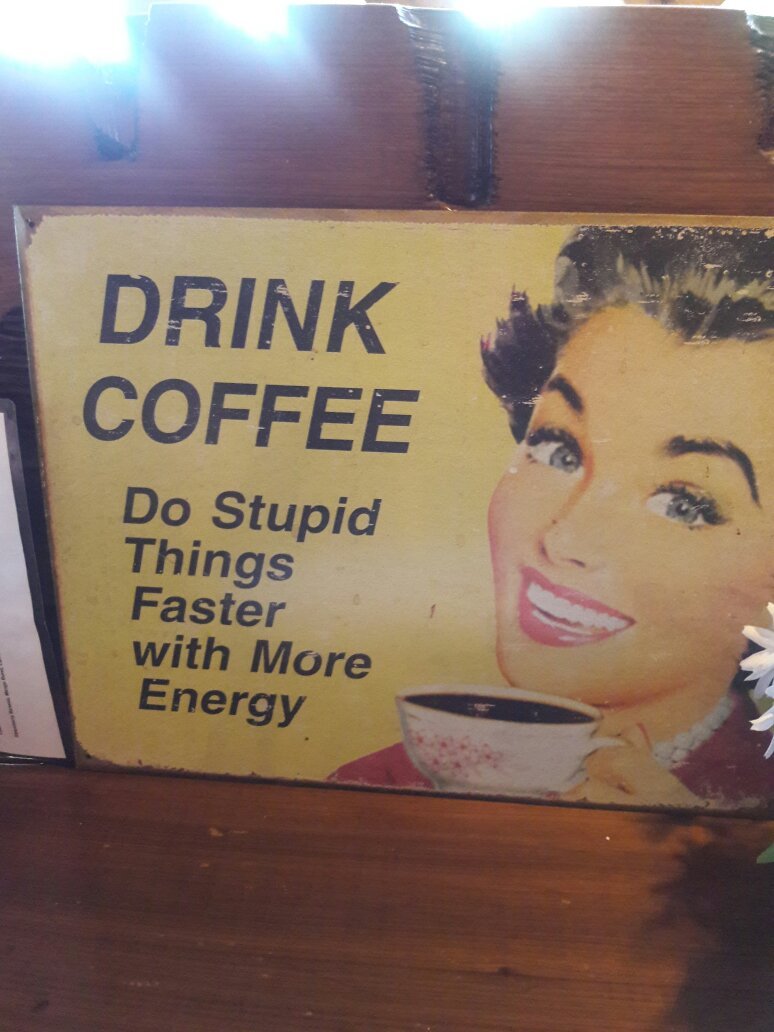 DRINK
COFFEE
Do Stupid
Things
Faster
with More
Energy